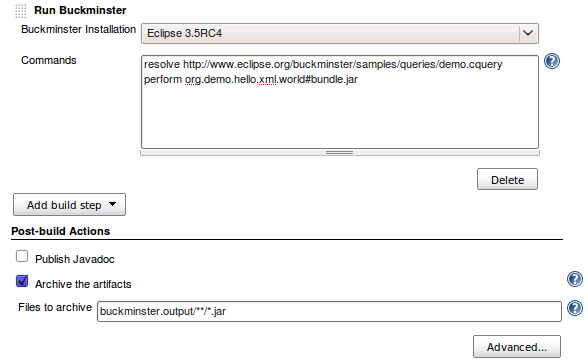 Run Buckminster
Buckminster Installation Eclipse 3.5RC4
Commands
resolve http://www.eclipse.org/buckminster/samples/queries/demo.cquery
perform org.demo.hello.xml.world#bundle.jar
Delete
Add build step
Post-build Actions
Publish Javadoc
Archive the artifacts
Files to archive buckminster.output/**/*.jar
Advanced...